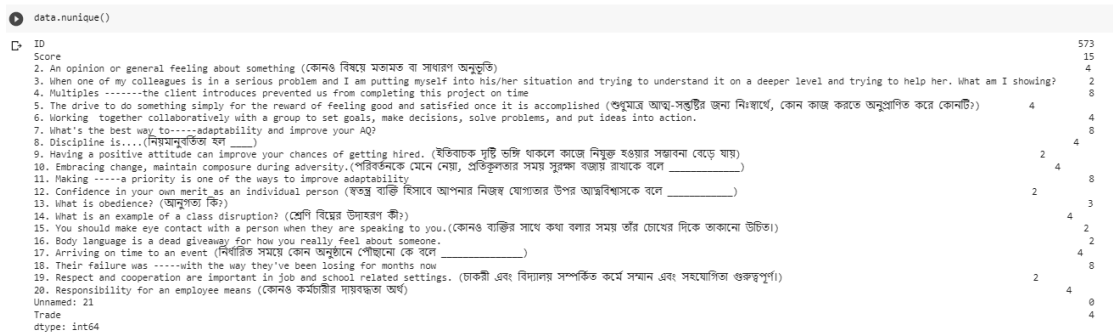 data.nunique()
ID 573
Score 15
2. An opinion or general feeling about something (কোনও বিষয়ে মতামত বা সাধারণ অনুভূতি) 4
3. When one of my colleagues is in a serious problem and I am putting myself into his/her situation and trying to understand it on a deeper level and trying to help her. What am I showing? 2
4. Multiples -------the client introduces prevented us from completing this project on time 8
5. The drive to do something simply for the reward of feeling good and satisfied once it is accomplished (শুধুমাত্র আত্ম-সন্তুষ্টির জন্য নিঃস্বার্থে, কোন কাজ করতে অনুপ্রাণিত করে কোনটি?) 4
6. Working  together collaboratively with a group to set goals, make decisions, solve problems, and put ideas into action. 4
7. What's the best way to-----adaptability and improve your AQ? 8
8. Discipline is....(নিয়মানুবর্তিতা হল ____) 4
9. Having a positive attitude can improve your chances of getting hired. (ইতিবাচক দৃষ্টি ভঙ্গি থাকলে কাজে নিযুক্ত হওয়ার সম্ভাবনা বেড়ে যায়) 2
10. Embracing change, maintain composure during adversity.(পরিবর্তনকে মেনে নেয়া, প্রতিকূলতার সময় সুরক্ষা বজায় রাখাকে বলে ____________) 4
11. Making -----a priority is one of the ways to improve adaptability 8
12. Confidence in your own merit as an individual person (স্বতন্ত্র ব্যক্তি হিসাবে আপনার নিজস্ব যোগ্যতার উপর আত্মবিশ্বাসকে বলে ___________) 2
13. What is obedience? (আনুগত্য কি?) 3
14. What is an example of a class disruption? (শ্রেণি বিঘ্নের উদাহরণ কী?) 4
15. You should make eye contact with a person when they are speaking to you.(কোনও ব্যক্তির সাথে কথা বলার সময় তাঁর চোখের দিকে তাকানো উচিত।) 2
16. Body language is a dead giveaway for how you really feel about someone. 2
17. Arriving on time to an event (নির্ধারিত সময়ে কোন অনুষ্ঠানে পৌছানো কে বলে ______________) 4
18. Their failure was -----with the way they've been losing for months now 8
19. Respect and cooperation are important in job and school related settings. (চাকরী এবং বিদ্যালয় সম্পর্কিত কর্মে সম্মান এবং সহযোগিতা গুরুত্বপূর্ণ।) 2
20. Responsibility for an employee means (কোনও কর্মচারীর দায়বদ্ধতা অর্থ) 4
Unnamed: 21 0
Trade 4
dtype: int64